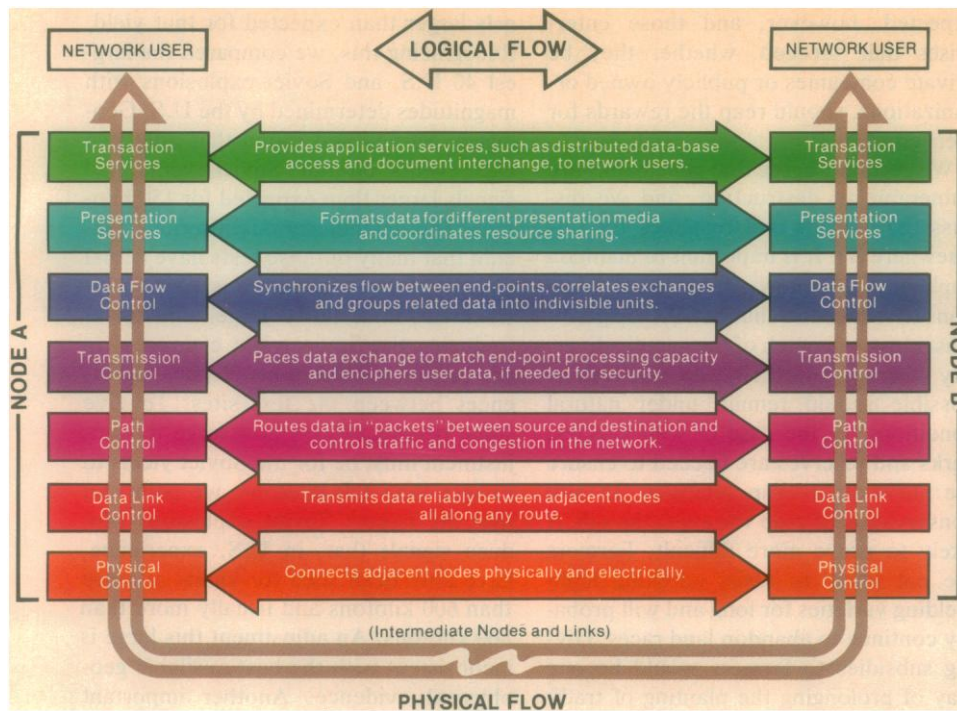 NETWORK USER
LOGICAL FLOW
NETWORK USER
NODE A
NODE B
Transaction
Services
Provides application services, such as distributed data-base
access and document interchange, to network users.
Transaction
Services
Presentation
Services
Formats data for different presentation media
and coordinates resource sharing.
Presentation
Services
Data Flow
Control
Synchronizes flow between end-points, correlates exchanges
and groups related data into indivisible units.
Data Flow
Control
Transmission
Control
Paces data exchange to match end-point processing capacity
and enciphers user data, if needed for security.
Transmission
Control
Path
Control
Routes data in "packets" between source and destination and
controls traffic and congestion in the network.
Path
Control
Data Link
Control
Transmits data reliably between adjacent nodes
all along any route.
Data Link
Control
Physical
Control
Connects adjacent nodes physically and electrically.
Physical
Control
(Intermediate Nodes and Links)
PHYSICAL FLOW